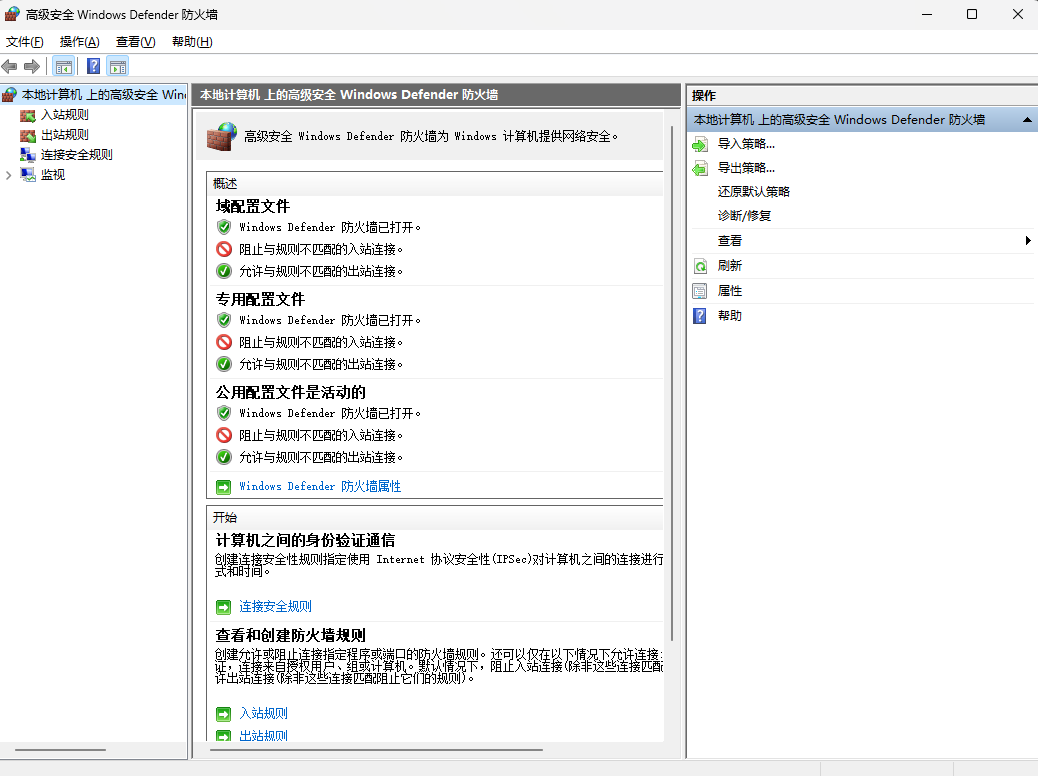 高级安全 Windows Defender 防火墙
文件(F) 操作(A) 查看(V) 帮助(H)
本地计算机 上的高级安全 Win
入站规则
出站规则
连接安全规则
监视
本地计算机 上的高级安全 Windows Defender 防火墙
高级安全 Windows Defender 防火墙为 Windows 计算机提供网络安全。
概述
域配置文件
Windows Defender 防火墙已打开。
阻止与规则不匹配的入站连接。
允许与规则不匹配的出站连接。
专用配置文件
Windows Defender 防火墙已打开。
阻止与规则不匹配的入站连接。
允许与规则不匹配的出站连接。
公用配置文件是活动的
Windows Defender 防火墙已打开。
阻止与规则不匹配的入站连接。
允许与规则不匹配的出站连接。
Windows Defender 防火墙属性
开始
计算机之间的身份验证通信
创建连接安全性规则指定使用 Internet 协议安全性(IPSec)对计算机之间的连接进行
式和时间。
连接安全规则
查看和创建防火墙规则
创建允许或阻止连接指定程序或端口的防火墙规则。还可以仅在以下情况下允许连接:
证，连接来自授权用户、组或计算机。默认情况下，阻止入站连接(除非这些连接匹配
许出站连接(除非这些连接匹配阻止它们的规则)。
入站规则
出站规则
操作
本地计算机 上的高级安全 Windows Defender 防火墙
导入策略...
导出策略...
还原默认策略
诊断/修复
查看
刷新
属性
帮助